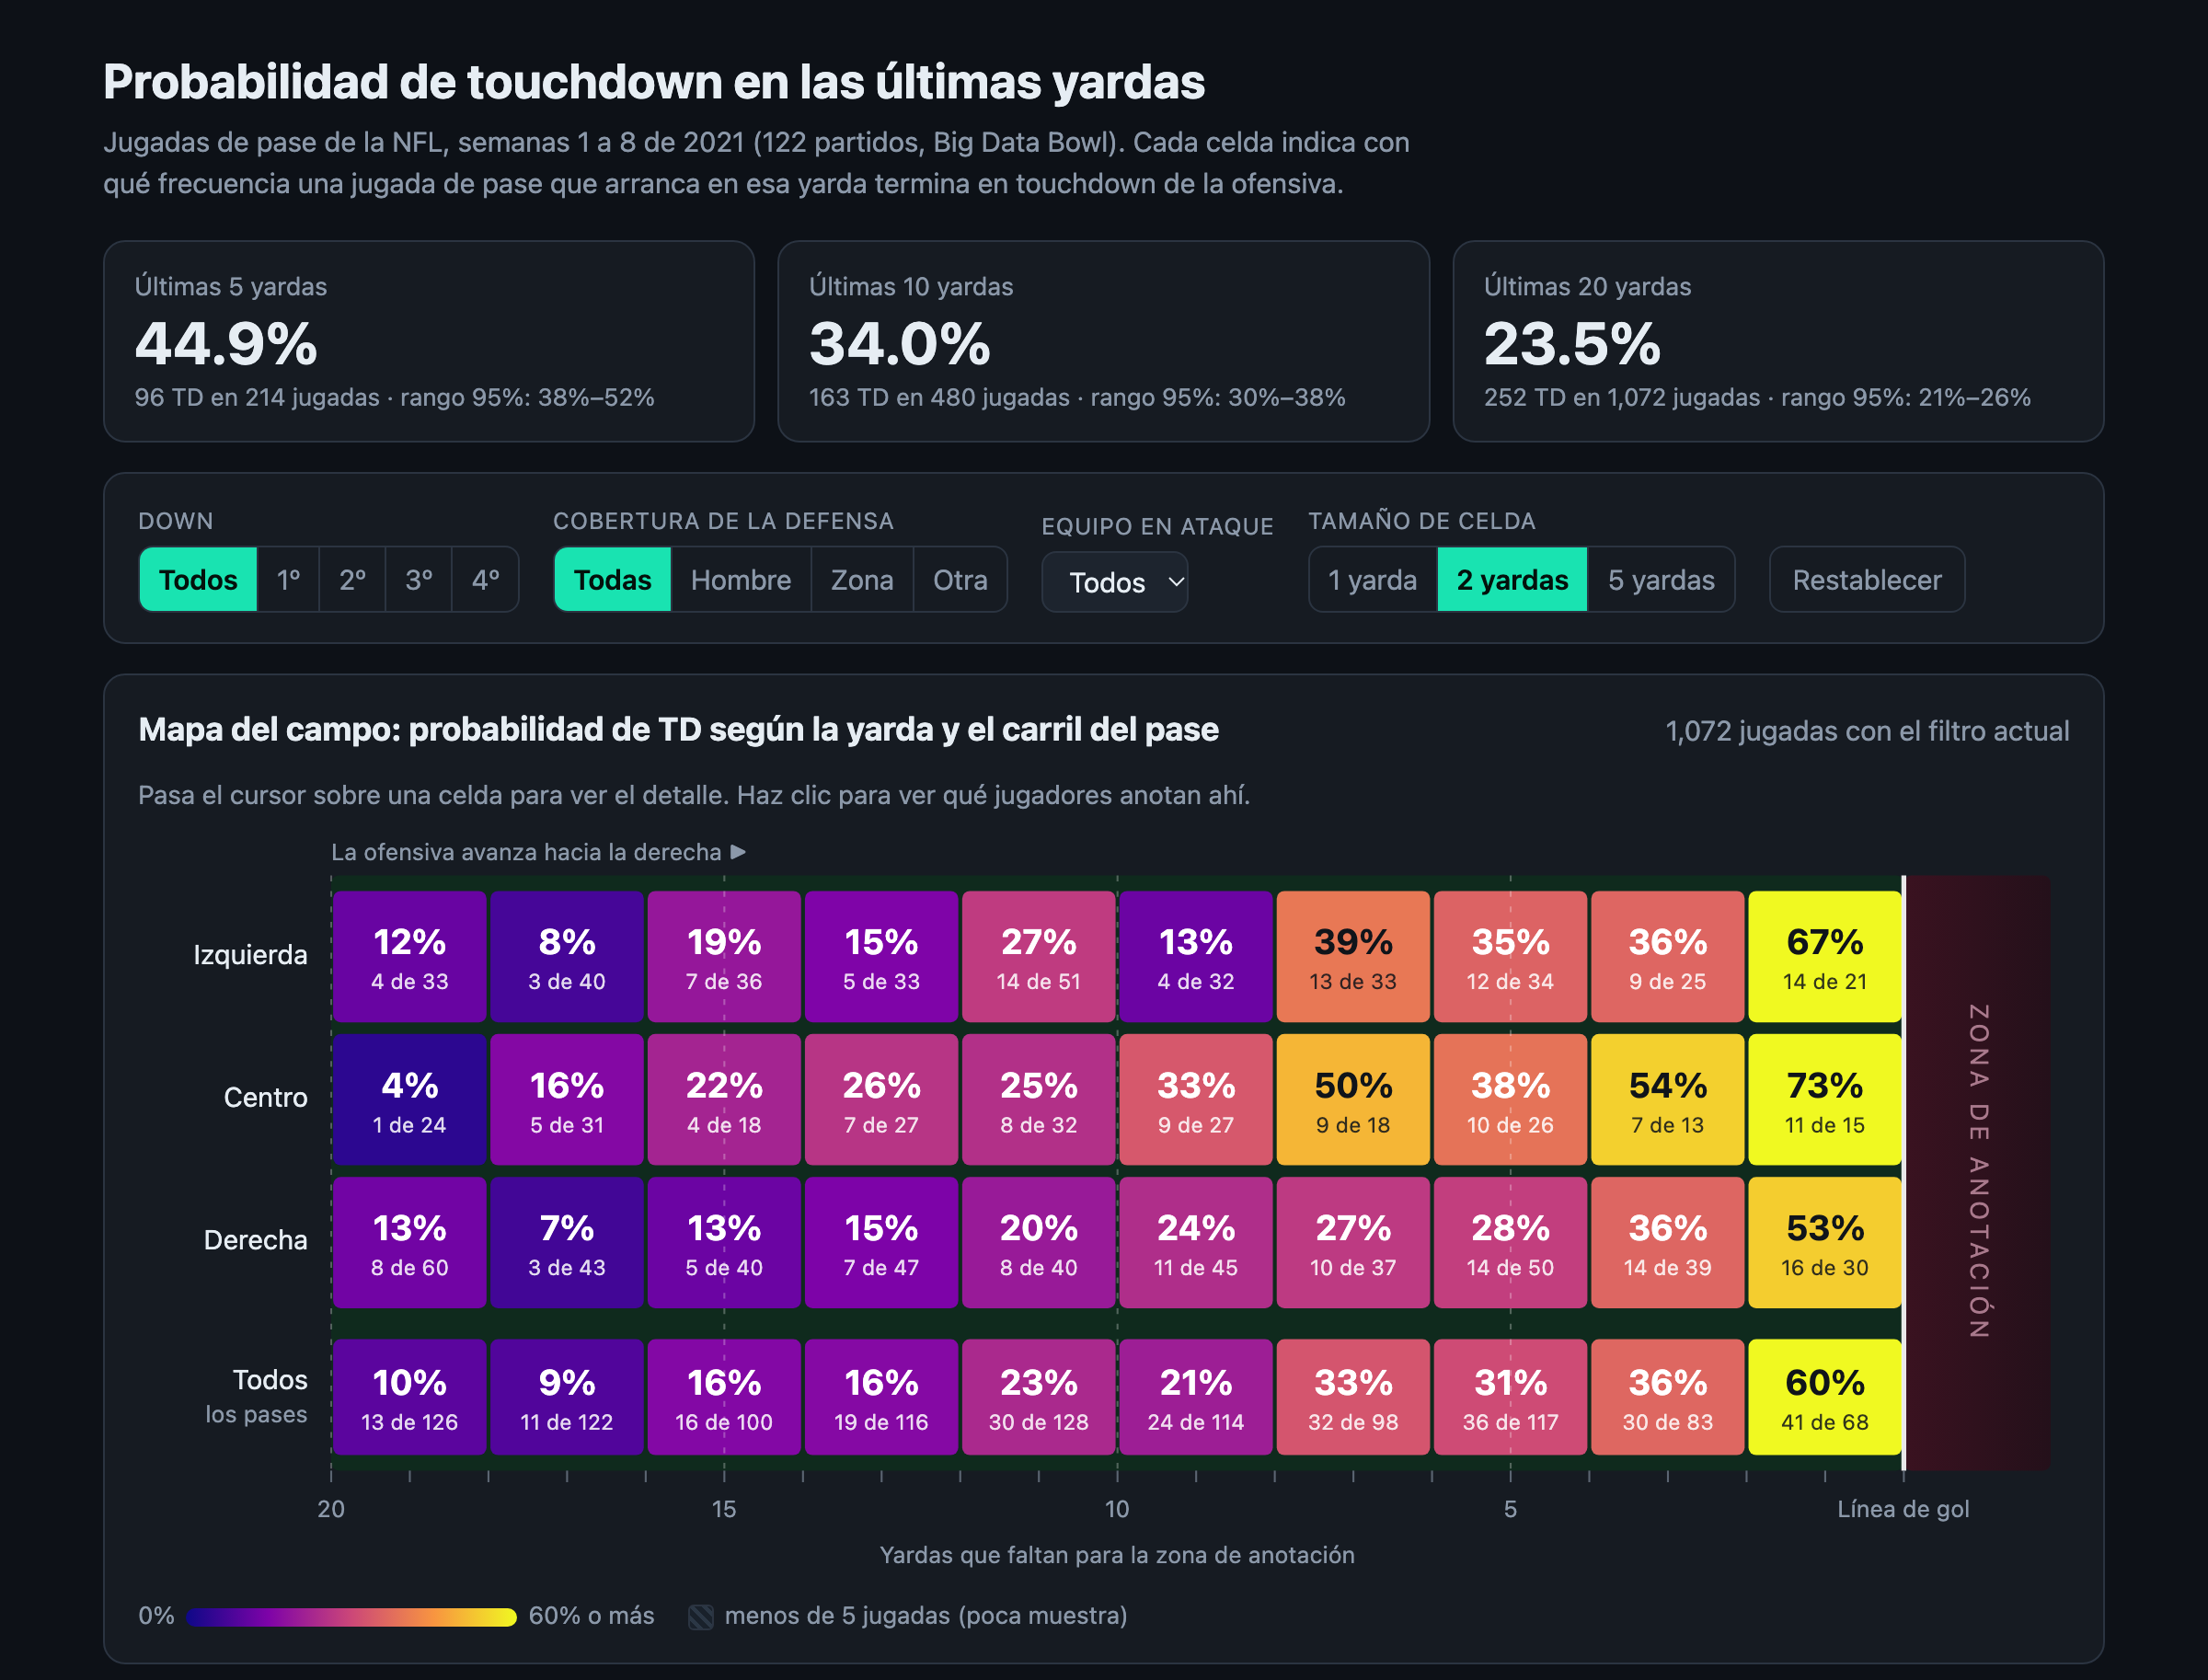 Probabilidad de touchdown en las últimas yardas
Jugadas de pase de la NFL, semanas 1 a 8 de 2021 (122 partidos, Big Data Bowl). Cada celda indica con
qué frecuencia una jugada de pase que arranca en esa yarda termina en touchdown de la ofensiva.
Últimas 5 yardas
44.9%
96 TD en 214 jugadas · rango 95%: 38%–52%
Últimas 10 yardas
34.0%
163 TD en 480 jugadas · rango 95%: 30%–38%
Últimas 20 yardas
23.5%
252 TD en 1,072 jugadas · rango 95%: 21%–26%
DOWN
Todos 1º 2º 3º 4º
COBERTURA DE LA DEFENSA
Todas Hombre Zona Otra
EQUIPO EN ATAQUE
Todos
TAMAÑO DE CELDA
1 yarda 2 yardas 5 yardas
Restablecer
Mapa del campo: probabilidad de TD según la yarda y el carril del pase
1,072 jugadas con el filtro actual
Pasa el cursor sobre una celda para ver el detalle. Haz clic para ver qué jugadores anotan ahí.
La ofensiva avanza hacia la derecha ▶
Izquierda
12% 8% 19% 15% 27% 13% 39% 35% 36% 67%
4 de 33 3 de 40 7 de 36 5 de 33 14 de 51 4 de 32 13 de 33 12 de 34 9 de 25 14 de 21
Centro
4% 16% 22% 26% 25% 33% 50% 38% 54% 73%
1 de 24 5 de 31 4 de 18 7 de 27 8 de 32 9 de 27 9 de 18 10 de 26 7 de 13 11 de 15
Derecha
13% 7% 13% 15% 20% 24% 27% 28% 36% 53%
8 de 60 3 de 43 5 de 40 7 de 47 8 de 40 11 de 45 10 de 37 14 de 50 14 de 39 16 de 30
Todos
los pases
10% 9% 16% 16% 23% 21% 33% 31% 36% 60%
13 de 126 11 de 122 16 de 100 19 de 116 30 de 128 24 de 114 32 de 98 36 de 117 30 de 83 41 de 68
ZONA DE ANOTACIÓN
20 15 10 5 Línea de gol
Yardas que faltan para la zona de anotación
0% 60% o más
menos de 5 jugadas (poca muestra)